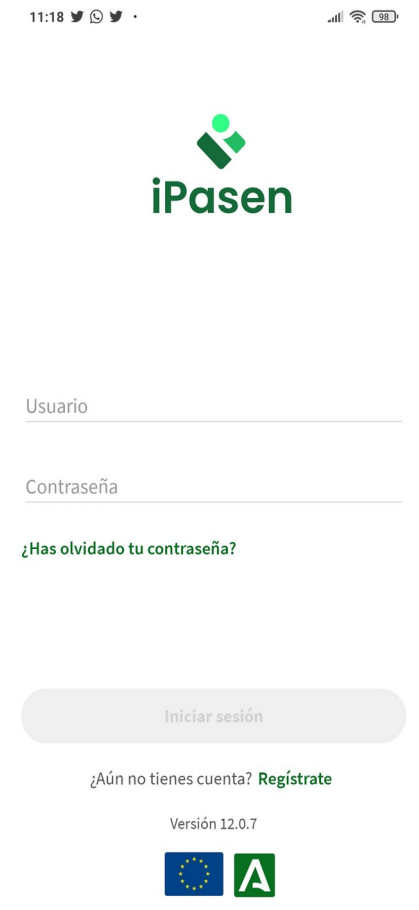 11:18
98
iPasen
Usuario
Contraseña
¿Has olvidado tu contraseña?
Iniciar sesión
¿Aún no tienes cuenta? Regístrate
Versión 12.0.7
A